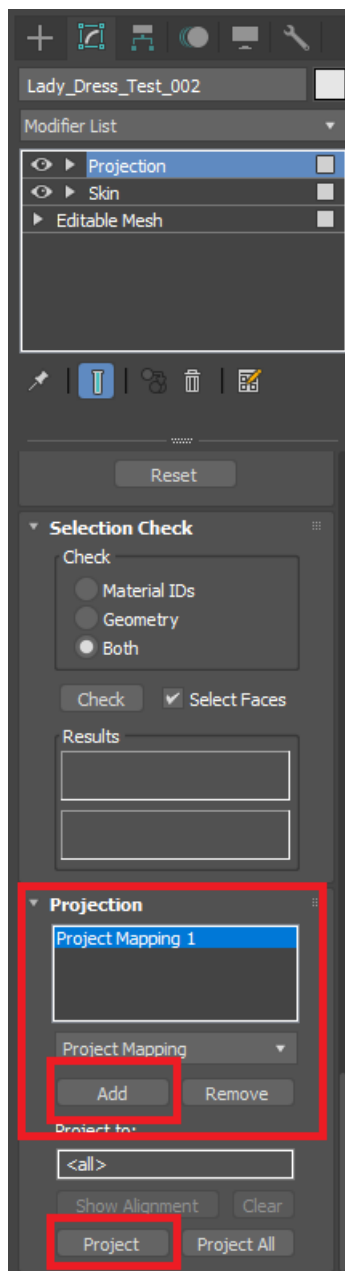 Lady_Dress_Test_002
Modifier List
Projection
Skin
Editable Mesh
Reset
Selection Check
Check
Material IDs
Geometry
Both
Check Select Faces
Results
Projection
Project Mapping 1
Project Mapping
Add Remove
Project to:
<all>
Show Alignment Clear
Project Project All